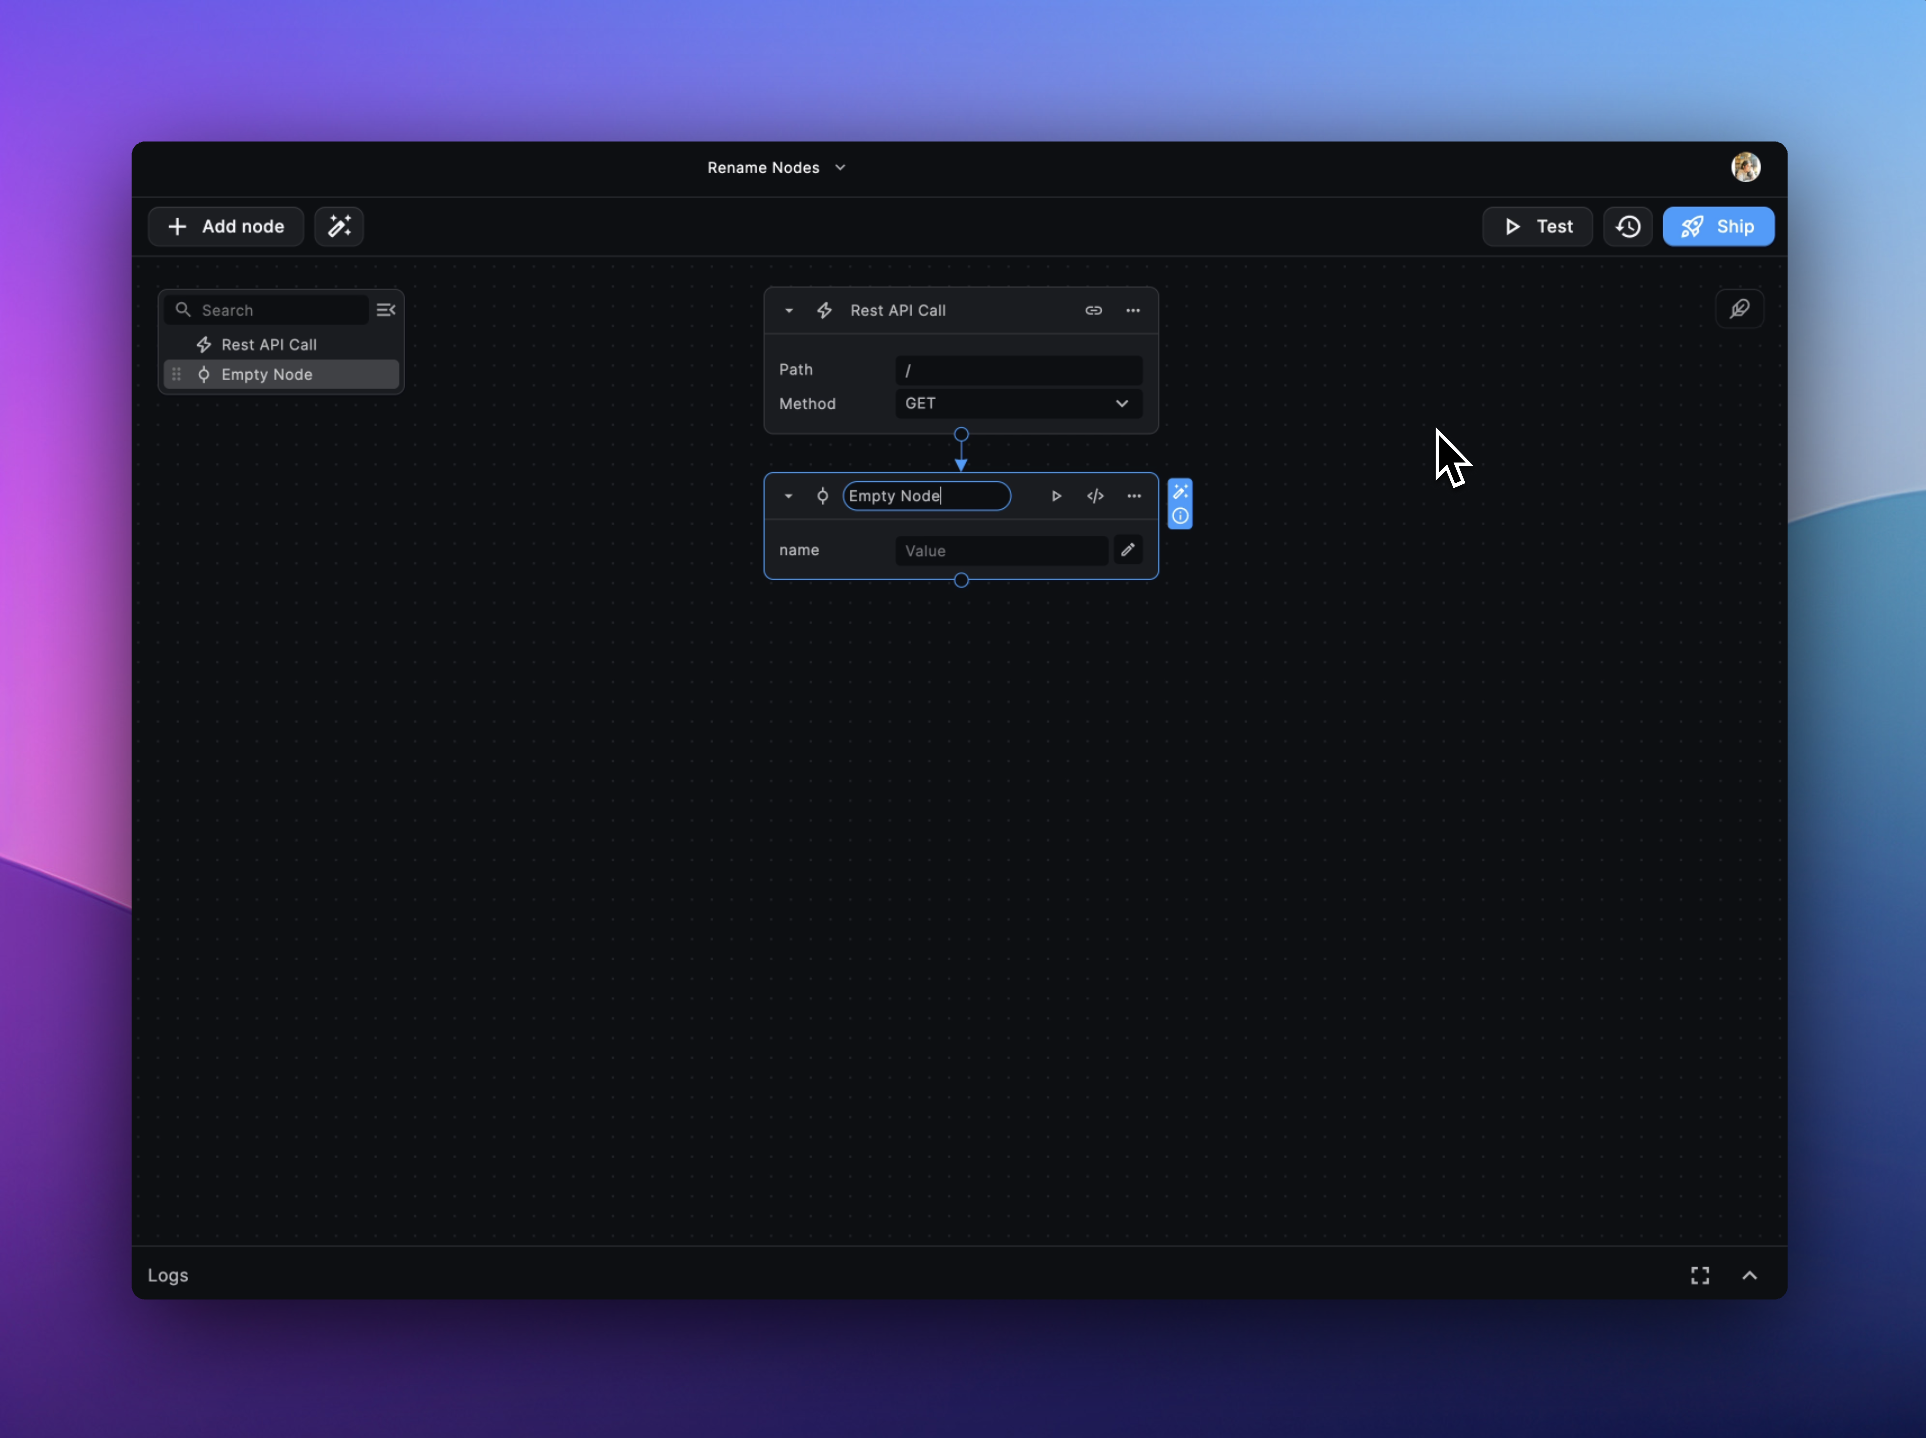 Rename Nodes
Add node
Test
Ship
Search
Rest API Call
Empty Node
Rest API Call
Path
/
Method
GET
Empty Node
</>
name
Value
Logs